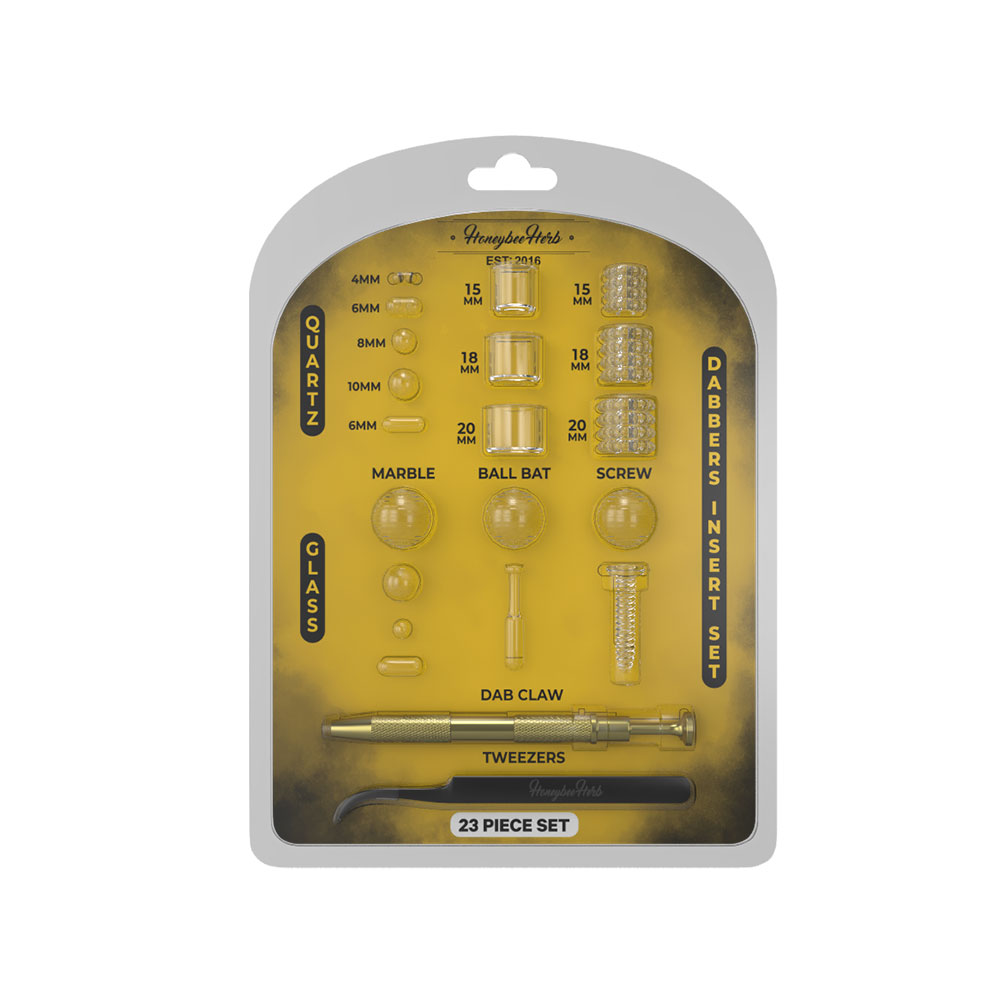 • HoneybeeHerb •
EST: 2016
QUARTZ
4MM
6MM
8MM
10MM
6MM
15 MM
18 MM
20 MM
15 MM
18 MM
20 MM
DABBERS INSERT SET
MARBLE
BALL BAT
SCREW
GLASS
DAB CLAW
TWEEZERS
HoneybeeHerb
23 PIECE SET